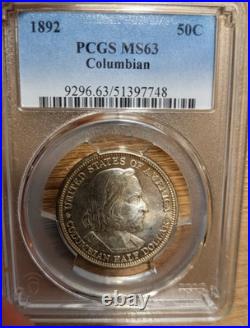 1892 50C
PCGS MS63
Columbian
9296.63/51397748
UNITED STATES OF AMERICA
COLUMBIAN HALF DOLLAR